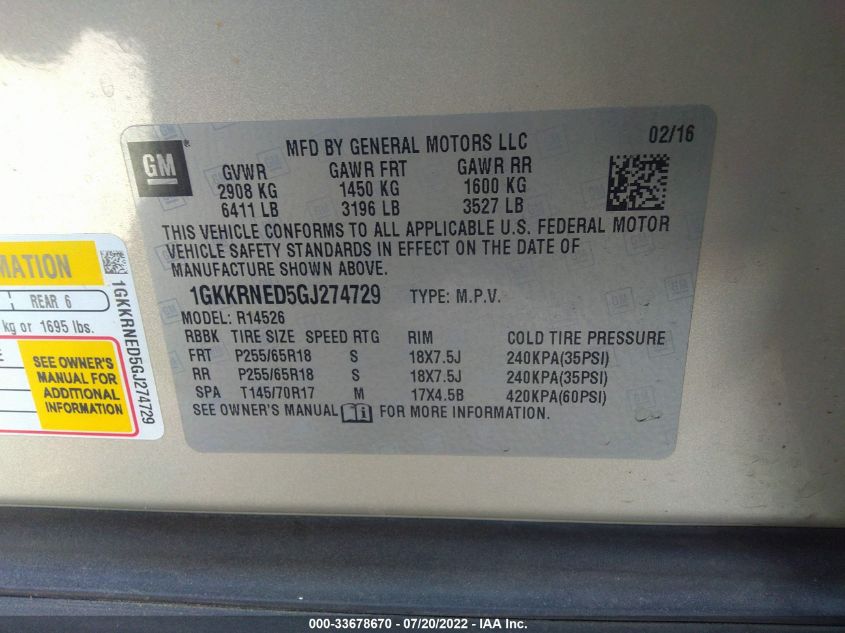 MFD BY GENERAL MOTORS LLC
02/16
GM
GVWR GAWR FRT GAWR RR
2908 KG 1450 KG 1600 KG
6411 LB 3196 LB 3527 LB
THIS VEHICLE CONFORMS TO ALL APPLICABLE U.S. FEDERAL MOTOR
VEHICLE SAFETY STANDARDS IN EFFECT ON THE DATE OF
MANUFACTURE SHOWN ABOVE.
1GKKRNED5GJ274729 TYPE: M.P.V.
MODEL: R14526
RBBK TIRE SIZE SPEED RTG RIM COLD TIRE PRESSURE
FRT P255/65R18 S 18X7.5J 240KPA(35PSI)
RR P255/65R18 S 18X7.5J 240KPA(35PSI)
SPA T145/70R17 M 17X4.5B 420KPA(60PSI)
SEE OWNER'S MANUAL FOR MORE INFORMATION.
MATION
REAR 6
kg or 1695 lbs.
SEE OWNER'S
MANUAL FOR
ADDITIONAL
INFORMATION
1GKKRNED5GJ274729
000-33678670 - 07/20/2022 - IAA Inc.